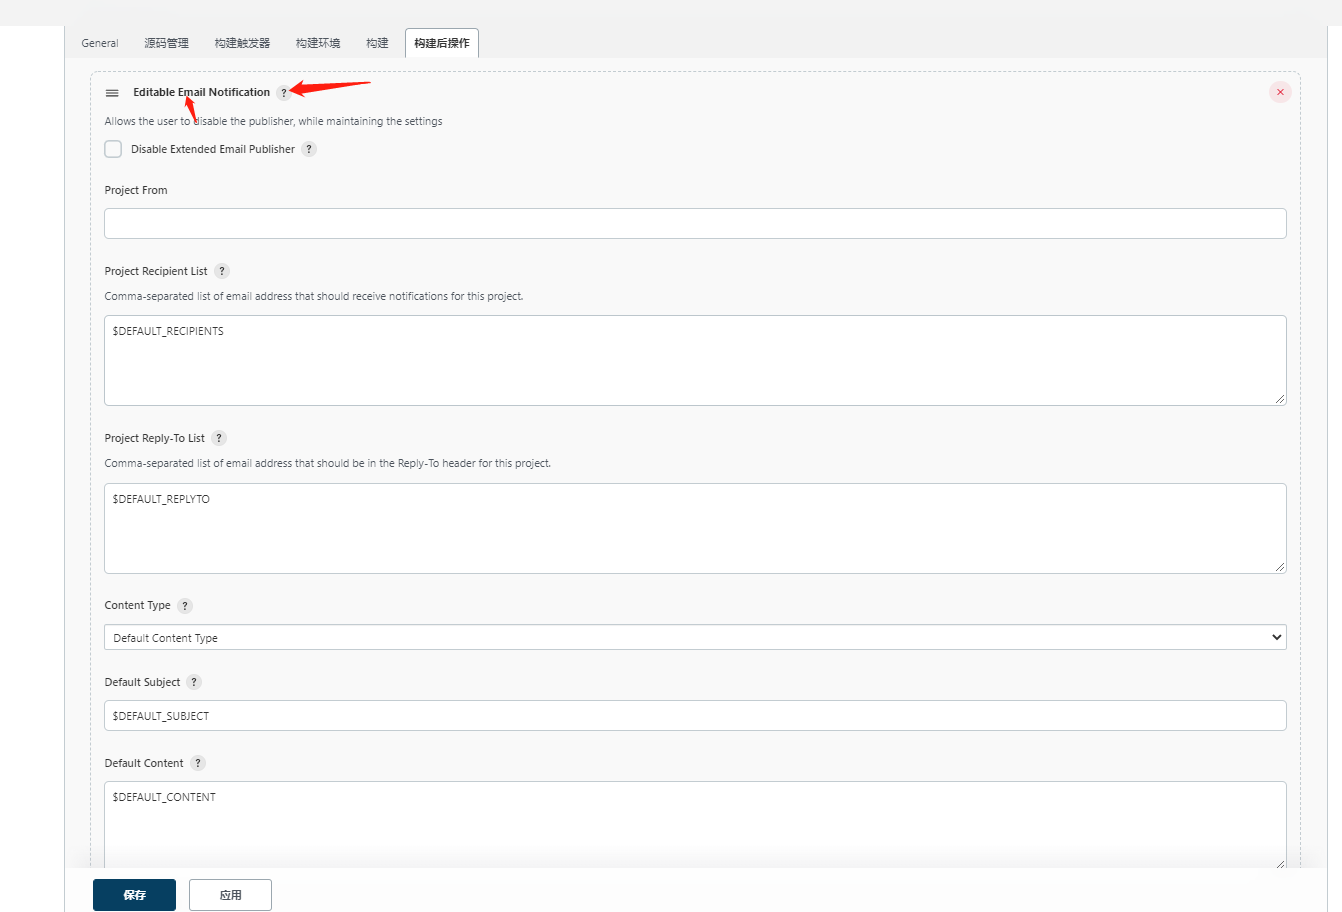 General 源码管理 构建触发器 构建环境 构建 构建后操作
Editable Email Notification ?
Allows the user to disable the publisher, while maintaining the settings
Disable Extended Email Publisher ?
Project From
Project Recipient List ?
Comma-separated list of email address that should receive notifications for this project.
$DEFAULT_RECIPIENTS
Project Reply-To List ?
Comma-separated list of email address that should be in the Reply-To header for this project.
$DEFAULT_REPLYTO
Content Type ?
Default Content Type
Default Subject ?
$DEFAULT_SUBJECT
Default Content ?
$DEFAULT_CONTENT
保存 应用